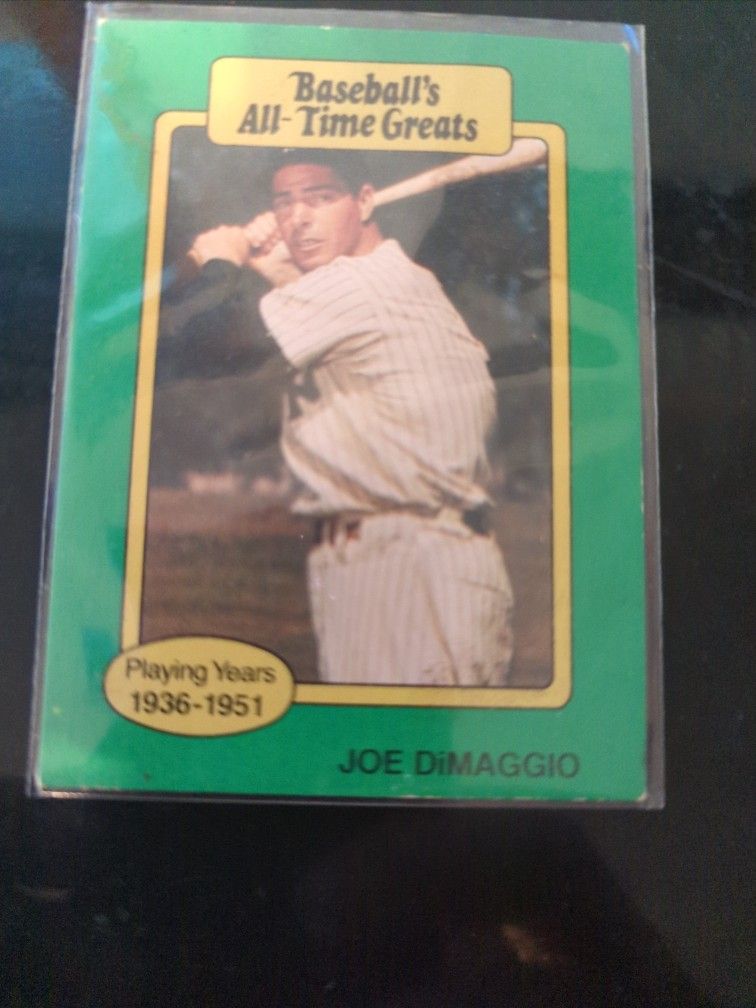 Baseball's
All-Time Greats
Playing Years
1936-1951
JOE DiMAGGIO